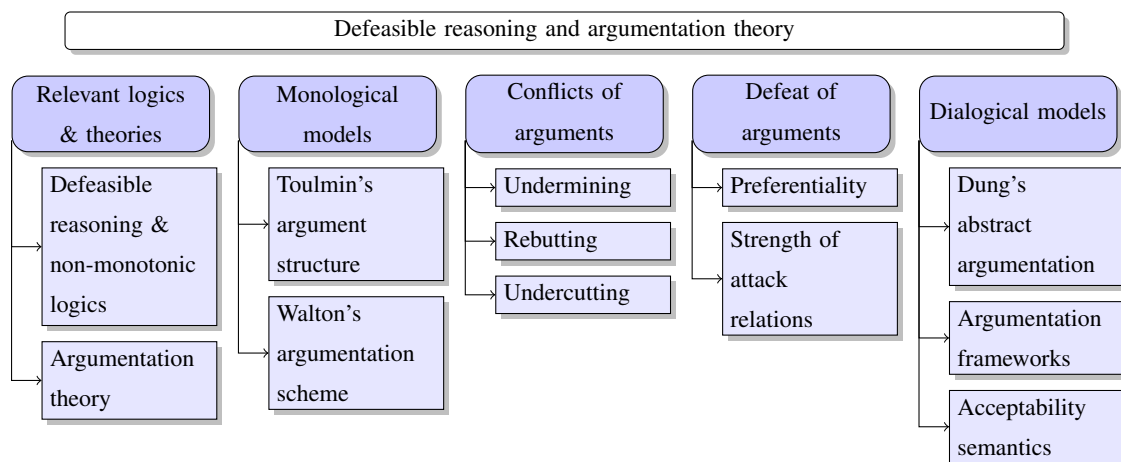 Defeasible reasoning and argumentation theory
Relevant logics
& theories
Defeasible
reasoning &
non-monotonic
logics
Argumentation
theory
Monological
models
Toulmin's
argument
structure
Walton's
argumentation
scheme
Conflicts of
arguments
Undermining
Rebutting
Undercutting
Defeat of
arguments
Preferentiality
Strength of
attack
relations
Dialogical models
Dung's
abstract
argumentation
Argumentation
frameworks
Acceptability
semantics